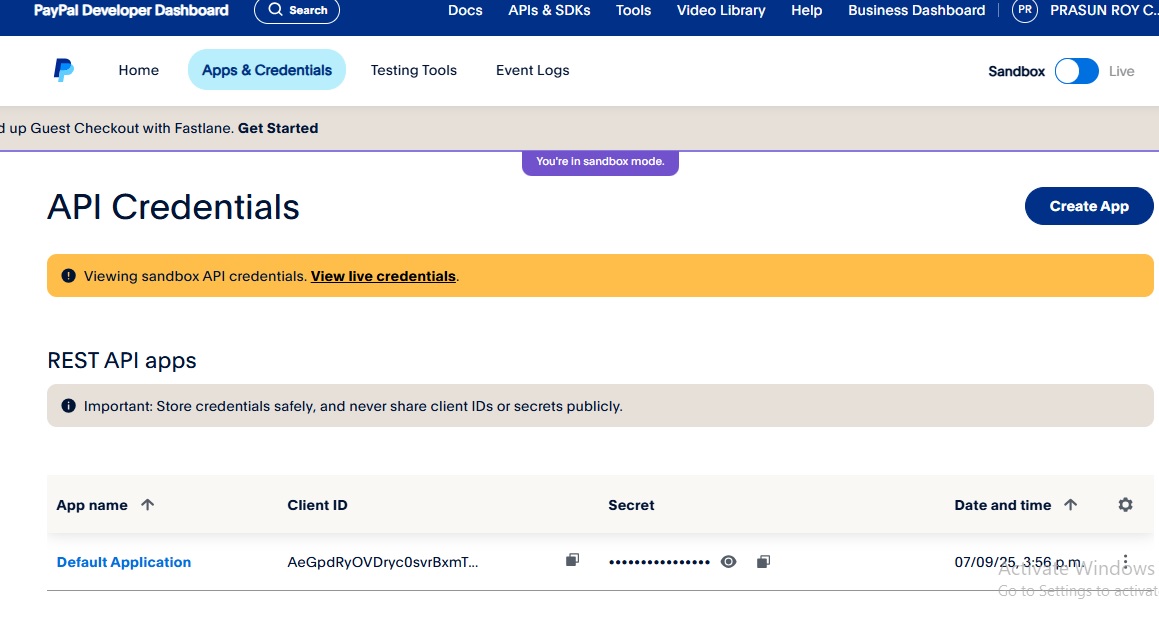 PayPal Developer Dashboard Search Docs APIs & SDKs Tools Video Library Help Business Dashboard PR PRASUN ROY C...
Home Apps & Credentials Testing Tools Event Logs Sandbox Live
d up Guest Checkout with Fastlane. Get Started
You're in sandbox mode.
API Credentials Create App
Viewing sandbox API credentials. View live credentials.
REST API apps
Important: Store credentials safely, and never share client IDs or secrets publicly.
App name Client ID Secret Date and time
Default Application AeGpdRyOVDryc0svrBxmT... ••••••••••••••• 07/09/25, 3:56 p.m.
Activate Windows
Go to Settings to activat